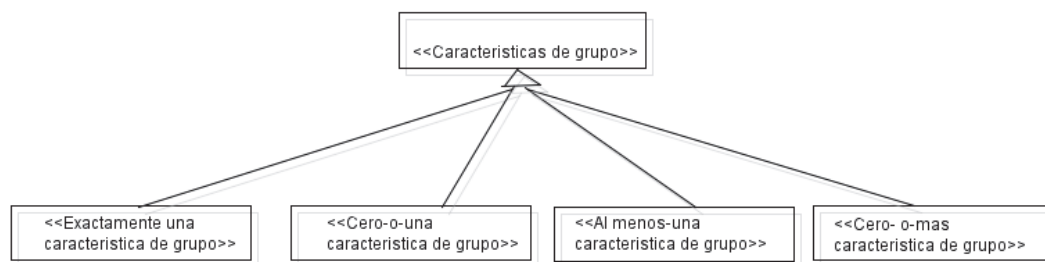 <<Caracteristicas de grupo>>
<<Exactamente una
caracteristica de grupo>>
<<Cero-o-una
caracteristica de grupo>>
<<Al menos-una
caracteristica de grupo>>
<<Cero- o-mas
caracteristica de grupo>>